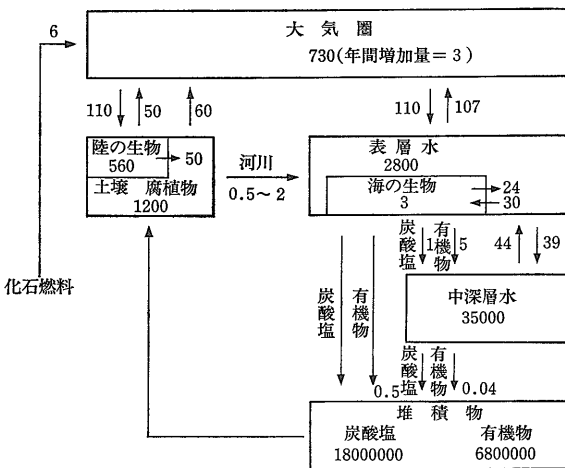 大気圏
730(年間増加量＝3)
6
110
50
60
110
107
陸の生物
560
50
土壌 腐植物
1200
河川
0.5～2
表層水
2800
海の生物
3
24
30
炭酸塩
1
有機物
5
44
39
化石燃料
炭酸塩
有機物
中深層水
35000
炭酸塩
有機物
0.5
0.04
堆積物
炭酸塩
有機物
18000000
6800000